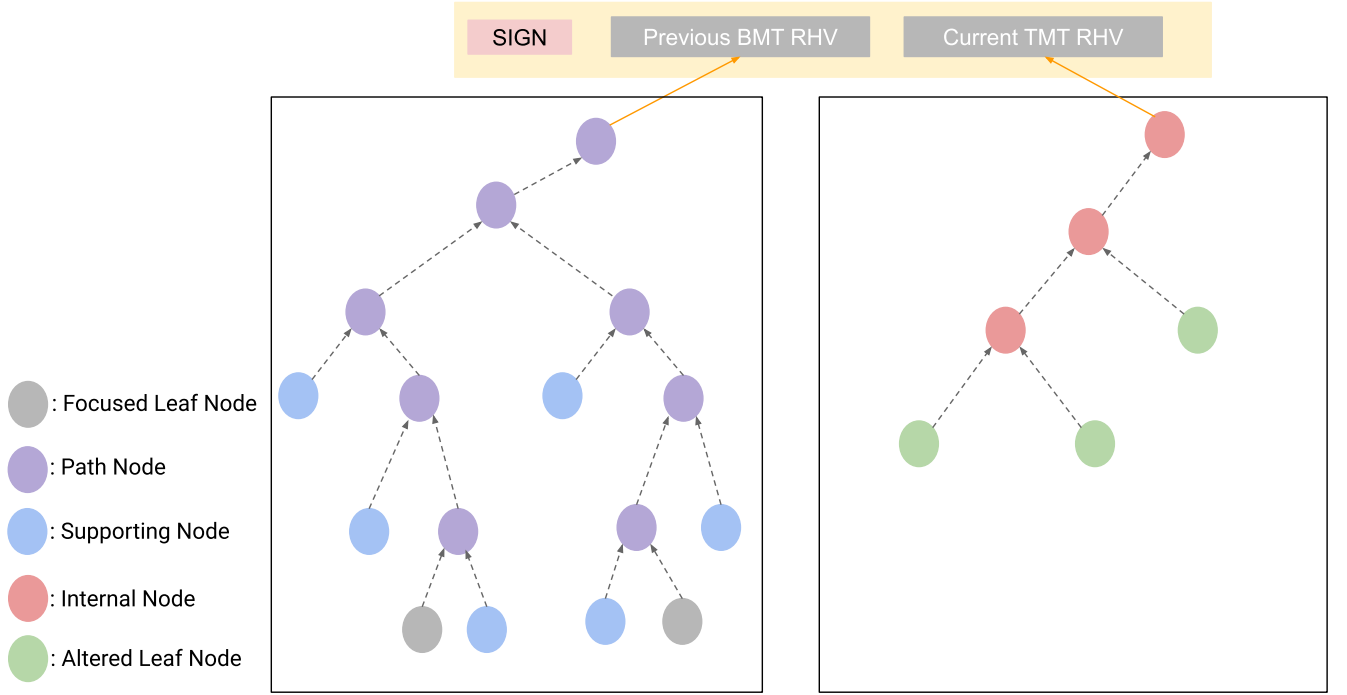 SIGN
Previous BMT RHV
Current TMT RHV
: Focused Leaf Node
: Path Node
: Supporting Node
: Internal Node
: Altered Leaf Node